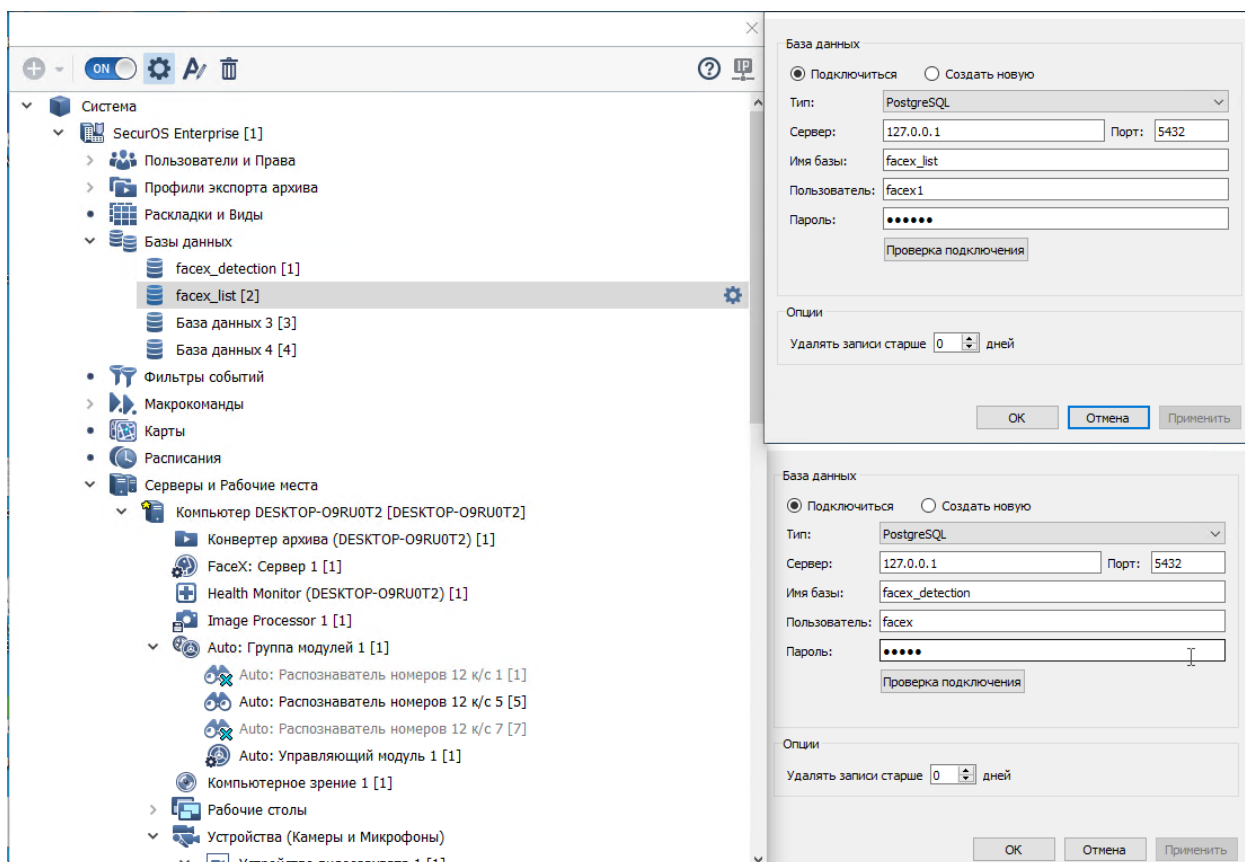 ON
IP
Система
SecurOS Enterprise [1]
Пользователи и Права
Профили экспорта архива
Раскладки и Виды
Базы данных
facex_detection [1]
facex_list [2]
База данных 3 [3]
База данных 4 [4]
Фильтры событий
Макрокоманды
Карты
Расписания
Серверы и Рабочие места
Компьютер DESKTOP-O9RU0T2 [DESKTOP-O9RU0T2]
Конвертер архива (DESKTOP-O9RU0T2) [1]
FaceX: Сервер 1 [1]
Health Monitor (DESKTOP-O9RU0T2) [1]
Image Processor 1 [1]
Auto: Группа модулей 1 [1]
Auto: Распознаватель номеров 12 к/с 1 [1]
Auto: Распознаватель номеров 12 к/с 5 [5]
Auto: Распознаватель номеров 12 к/с 7 [7]
Auto: Управляющий модуль 1 [1]
Компьютерное зрение 1 [1]
Рабочие столы
Устройства (Камеры и Микрофоны)
База данных
Подключиться Создать новую
Тип: PostgreSQL
Сервер: 127.0.0.1 Порт: 5432
Имя базы: facex_list
Пользователь: facex1
Пароль: ●●●●●●
Проверка подключения
Опции
Удалять записи старше 0 дней
ОК Отмена Применить
База данных
Подключиться Создать новую
Тип: PostgreSQL
Сервер: 127.0.0.1 Порт: 5432
Имя базы: facex_detection
Пользователь: facex
Пароль: ●●●●●
Проверка подключения
Опции
Удалять записи старше 0 дней
ОК Отмена Применить